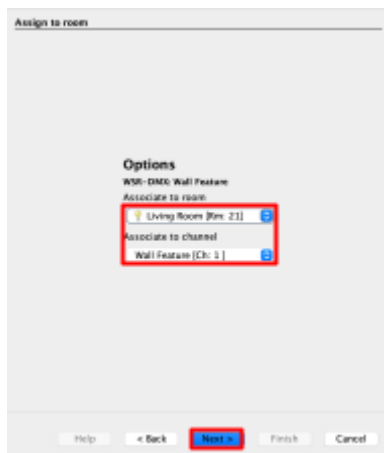 Assign to room
Options
WSR-DMX: Wall Feature
Associate to room
Living Room [Rm: 21]
Associate to channel
Wall Feature [Ch: 1 ]
Help < Back Next > Finish Cancel